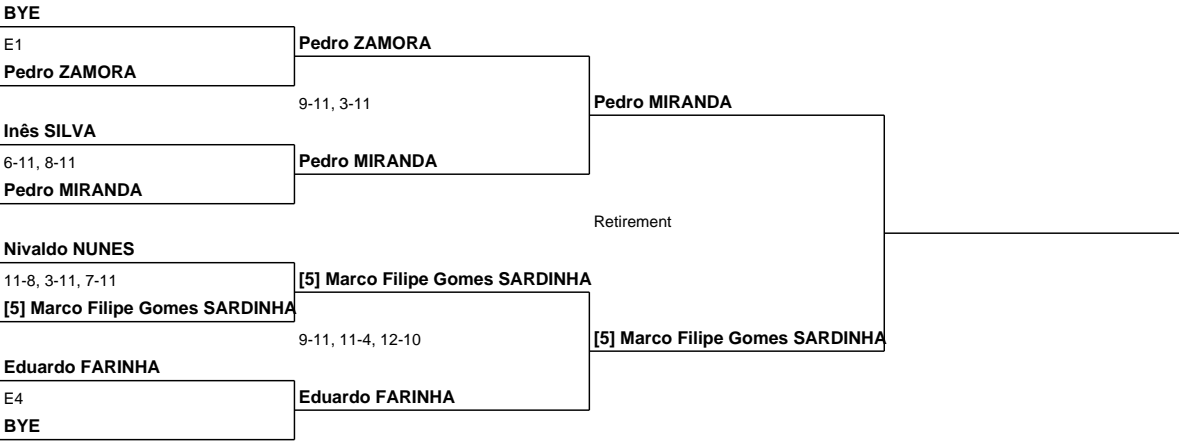 BYE
E1
Pedro ZAMORA
Pedro ZAMORA
9-11, 3-11
Pedro MIRANDA
Inês SILVA
6-11, 8-11
Pedro MIRANDA
Pedro MIRANDA
Retirement
Nivaldo NUNES
11-8, 3-11, 7-11
[5] Marco Filipe Gomes SARDINHA
[5] Marco Filipe Gomes SARDINHA
9-11, 11-4, 12-10
[5] Marco Filipe Gomes SARDINHA
Eduardo FARINHA
E4
Eduardo FARINHA
BYE